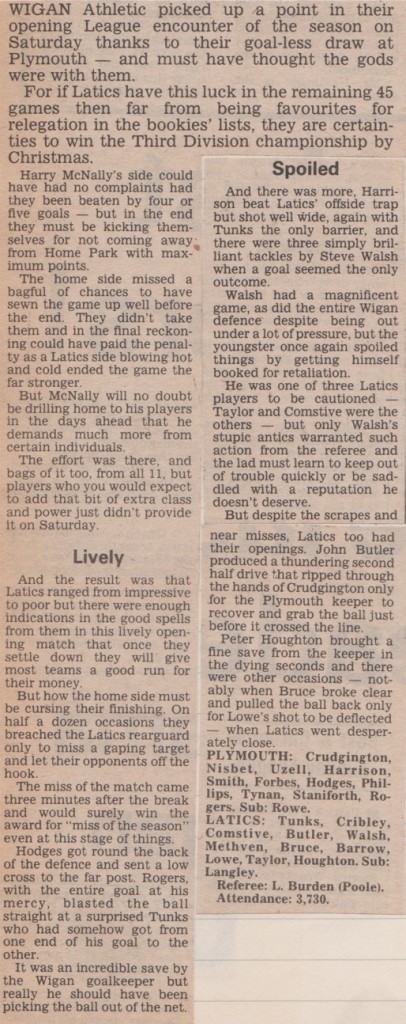 WIGAN Athletic picked up a point in their
opening League encounter of the season on
Saturday thanks to their goal-less draw at
Plymouth — and must have thought the gods
were with them.
For if Latics have this luck in the remaining 45
games then far from being favourites for
relegation in the bookies' lists, they are certain-
ties to win the Third Division championship by
Christmas.
Harry McNally's side could
have had no complaints had
they been beaten by four or
five goals — but in the end
they must be kicking them-
selves for not coming away
from Home Park with max-
imum points.
The home side missed a
bagful of chances to have
sewn the game up well before
the end. They didn't take
them and in the final reckon-
ing could have paid the penal-
ty as a Latics side blowing hot
and cold ended the game the
far stronger.
But McNally will no doubt
be drilling home to his players
in the days ahead that he
demands much more from
certain individuals.
The effort was there, and
bags of it too, from all 11, but
players who you would expect
to add that bit of extra class
and power just didn't provide
it on Saturday.
Lively
And the result was that
Latics ranged from impressive
to poor but there were enough
indications in the good spells
from them in this lively open-
ing match that once they
settle down they will give
most teams a good run for
their money.
But how the home side must
be cursing their finishing. On
half a dozen occasions they
breached the Latics rearguard
only to miss a gaping target
and let their opponents off the
hook.
The miss of the match came
three minutes after the break
and would surely win the
award for "miss of the season"
even at this stage of things.
Hodges got round the back
of the defence and sent a low
cross to the far post. Rogers,
with the entire goal at his
mercy, blasted the ball
straight at a surprised Tunks
who had somehow got from
one end of his goal to the
other.
It was an incredible save by
the Wigan goalkeeper but
really he should have been
picking the ball out of the net.
Spoiled
And there was more, Harri-
son beat Latics' offside trap
but shot well wide, again with
Tunks the only barrier, and
there were three simply bril-
liant tackles by Steve Walsh
when a goal seemed the only
outcome.
Walsh had a magnificent
game, as did the entire Wigan
defence despite being out
under a lot of pressure, but the
youngster once again spoiled
things by getting himself
booked for retaliation.
He was one of three Latics
players to be cautioned —
Taylor and Comstive were the
others — but only Walsh's
stupic antics warranted such
action from the referee and
the lad must learn to keep out
of trouble quickly or be sad-
dled with a reputation he
doesn't deserve.
But despite the scrapes and
near misses, Latics too had
their openings. John Butler
produced a thundering second
half drive that ripped through
the hands of Crudgington only
for the Plymouth keeper to
recover and grab the ball just
before it crossed the line.
Peter Houghton brought a
fine save from the keeper in
the dying seconds and there
were other occasions — not-
ably when Bruce broke clear
and pulled the ball back only
for Lowe's shot to be deflected
— when Latics went desper-
ately close.
PLYMOUTH: Crudgington,
Nisbet, Uzell, Harrison,
Smith, Forbes, Hodges, Phil-
lips, Tynan, Staniforth, Ro-
gers. Sub: Rowe.
LATICS: Tunks, Cribley,
Comstive, Butler, Walsh,
Methven, Bruce, Barrow,
Lowe, Taylor, Houghton. Sub:
Langley.
Referee: L. Burden (Poole).
Attendance: 3,730.